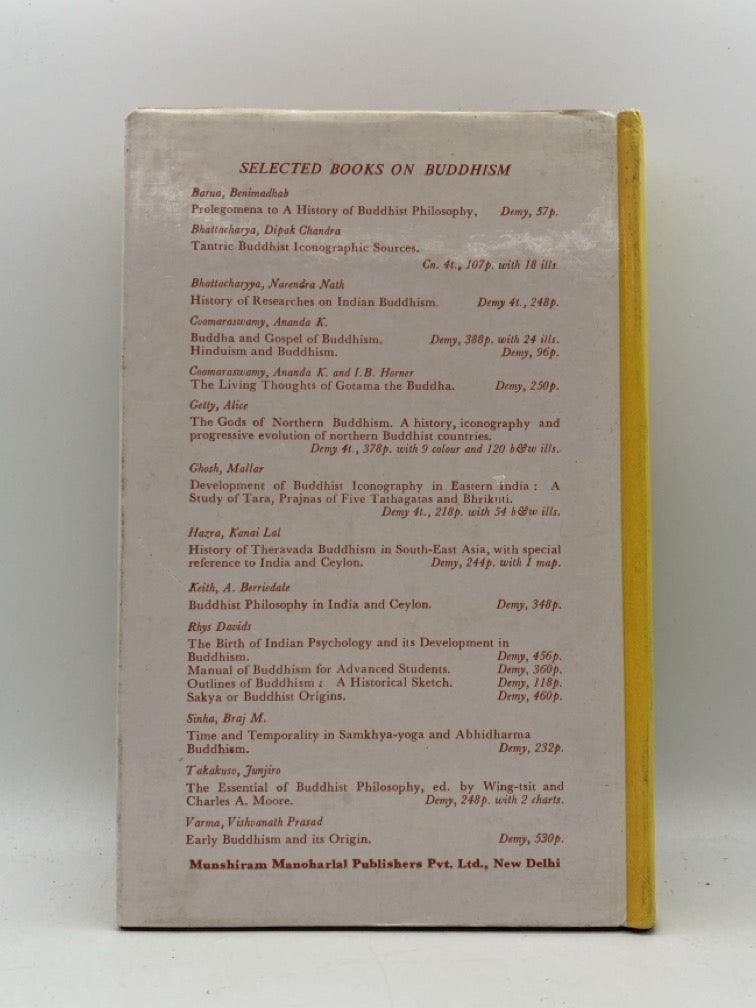 SELECTED BOOKS ON BUDDHISM
Barua, Benimadhab
Prolegomena to A History of Buddhist Philosophy. Demy, 57p.
Bhattacharya, Dipak Chandra
Tantric Buddhist Iconographic Sources.
Cn. 4t., 107p. with 18 ills.
Bhattacharyya, Narendra Nath
History of Researches on Indian Buddhism. Demy 4t., 248p.
Coomaraswamy, Ananda K.
Buddha and Gospel of Buddhism. Demy, 388p. with 24 ills.
Hinduism and Buddhism. Demy, 96p.
Coomaraswamy, Ananda K. and I.B. Horner
The Living Thoughts of Gotama the Buddha. Demy, 250p.
Getty, Alice
The Gods of Northern Buddhism. A history, iconography and
progressive evolution of northern Buddhist countries.
Demy 4t., 378p. with 9 colour and 120 b&w ills.
Ghosh, Mallar
Development of Buddhist Iconography in Eastern india : A
Study of Tara, Prajnas of Five Tathagatas and Bhrikuti.
Demy 4t., 218p. with 54 b&w ills.
Hazra, Kanai Lal
History of Theravada Buddhism in South-East Asia, with special
reference to India and Ceylon. Demy, 244p. with 1 map.
Keith, A. Berriedale
Buddhist Philosophy in India and Ceylon. Demy, 348p.
Rhys Davids
The Birth of Indian Psychology and its Development in
Buddhism. Demy, 456p.
Manual of Buddhism for Advanced Students. Demy, 360p.
Outlines of Buddhism : A Historical Sketch. Demy, 118p.
Sakya or Buddhist Origins. Demy, 460p.
Sinha, Braj M.
Time and Temporality in Samkhya-yoga and Abhidharma
Buddhism. Demy, 232p.
Takakuso, Junjiro
The Essential of Buddhist Philosophy, ed. by Wing-tsit and
Charles A. Moore. Demy, 248p. with 2 charts.
Varma, Vishvanath Prasad
Early Buddhism and its Origin. Demy, 530p.
Munshiram Manoharlal Publishers Pvt. Ltd., New Delhi